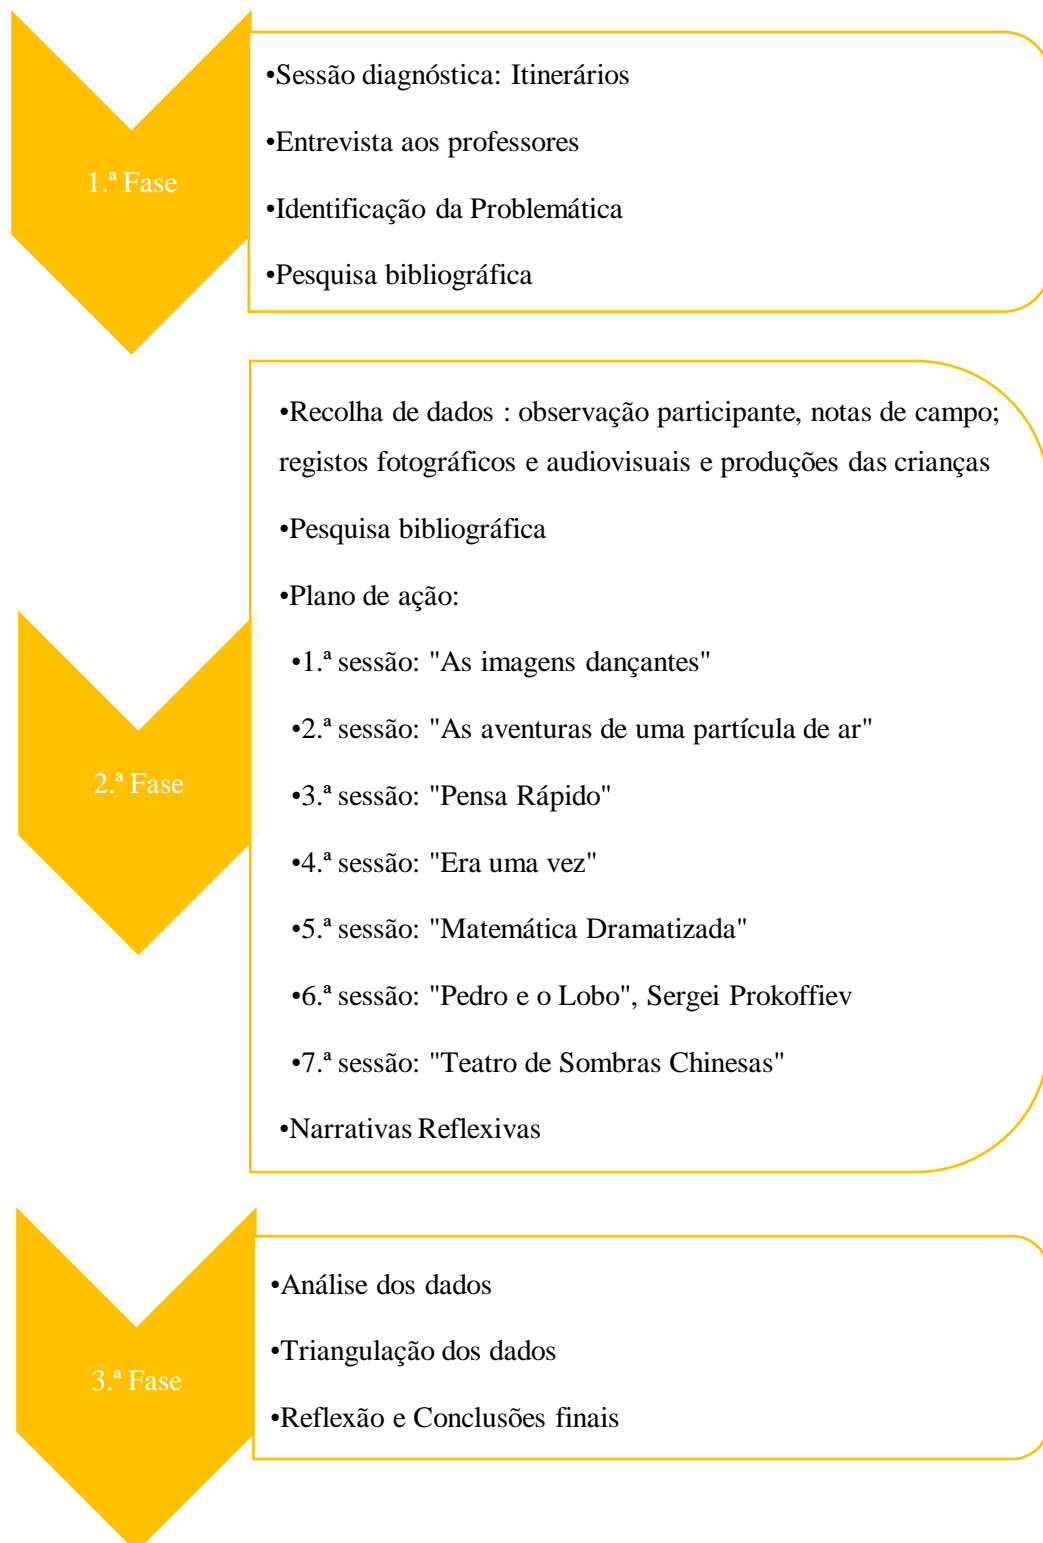 1.ª Fase
•Sessão diagnóstica: Itinerários
•Entrevista aos professores
•Identificação da Problemática
•Pesquisa bibliográfica
2.ª Fase
•Recolha de dados : observação participante, notas de campo;
registos fotográficos e audiovisuais e produções das crianças
•Pesquisa bibliográfica
•Plano de ação:
•1.ª sessão: "As imagens dançantes"
•2.ª sessão: "As aventuras de uma partícula de ar"
•3.ª sessão: "Pensa Rápido"
•4.ª sessão: "Era uma vez"
•5.ª sessão: "Matemática Dramatizada"
•6.ª sessão: "Pedro e o Lobo", Sergei Prokoffiev
•7.ª sessão: "Teatro de Sombras Chinesas"
•Narrativas Reflexivas
3.ª Fase
•Análise dos dados
•Triangulação dos dados
•Reflexão e Conclusões finais